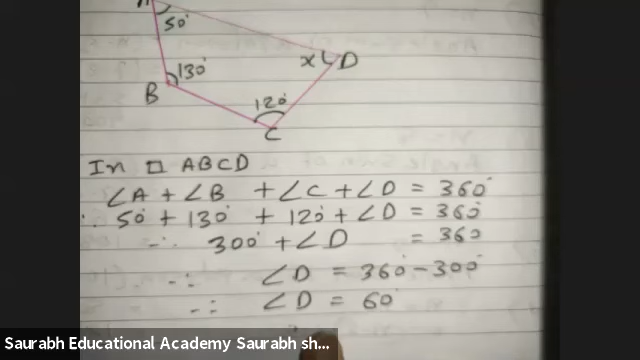 50°
x D
130°
B
120°
C
In □ ABCD
∠A + ∠B + ∠C + ∠D = 360°
∴ 50° + 130° + 120° + ∠D = 360°
∴ 300° + ∠D = 360
∵ ∠D = 360° - 300°
∴ ∠D = 60°
Saurabh Educational Academy Saurabh sh...